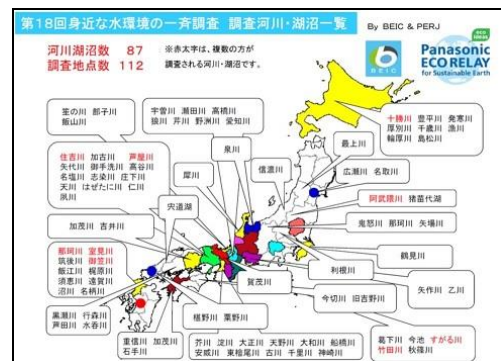 第18回身近な水環境の一斉調査 調査河川・湖沼一覧
By BEIC & PERJ
河川湖沼数 87
調査地点数 112
※赤太字は、複数の方が
調査される河川・湖沼です。
BEIC
Panasonic
ECO RELAY
for Sustainable Earth
笙の川 耶子川
飯山川
宇曽川 瀬田川 高橋川
狼川 芹川 野洲川 愛知川
泉川
十勝川 豊平川 発寒川
厚別川 千歳川 漁川
輪厚川 島松川
住吉川 加古川 芦屋川
矢代川 御手洗川 高谷川
名塩川 志染川 庄下川
天川 はぜたに川 仁川
夙川
犀川
信濃川
最上川
広瀬川 名取川
阿武隈川 猪苗代湖
宍道湖
加茂川 吉井川
鬼怒川 那珂川 矢場川
鶴見川
那珂川 室見川
筑後川 御笠川
飯江川 梶原川
須恵川 遠賀川
沼川 名柄川
利根川
矢作川 乙川
賀茂川
今切川 旧吉野川
黒瀬川 行森川
芦田川 水呑川
重信川 加茂川
石手川
椹野川 粟野川
芥川 淀川 大正川 天野川 大和川 船橋川
安威川 東檜尾川 古川 千里川 神崎川
葛下川 今池 すがる川
竹田川 秋篠川